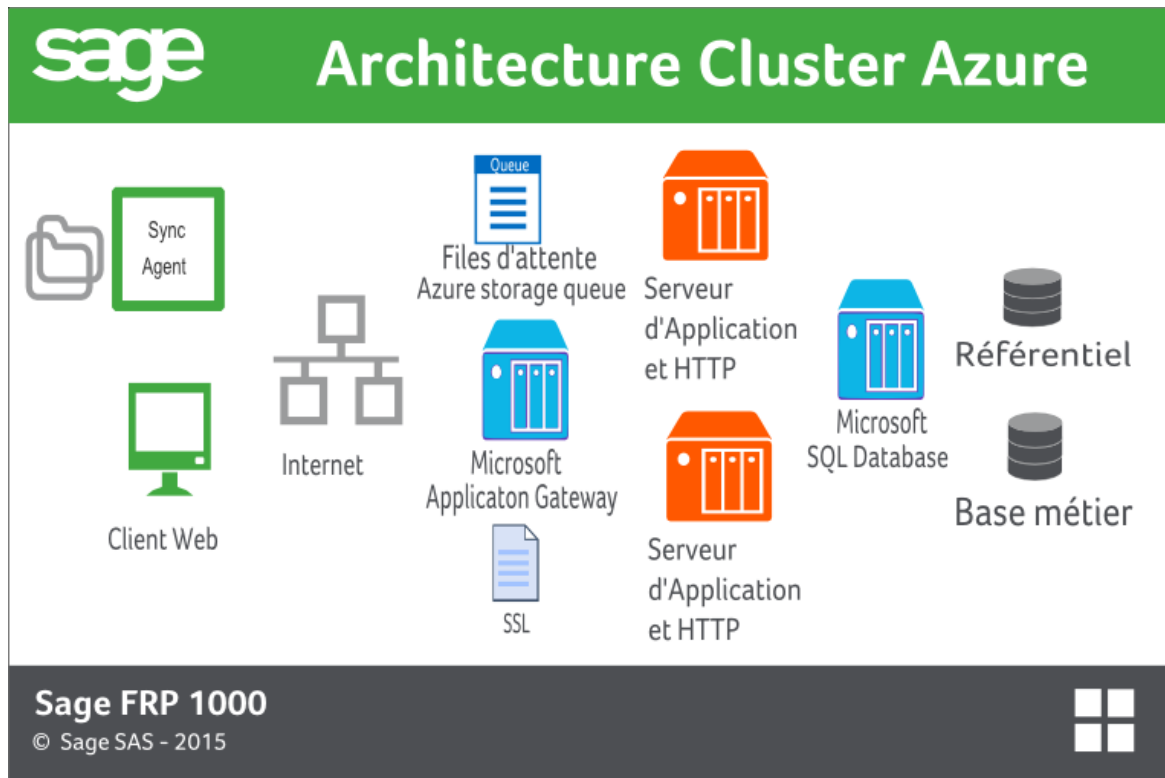 sage
Architecture Cluster Azure
Sync
Agent
Client Web
Internet
Queue
Files d'attente
Azure storage queue
Microsoft
Applicaton Gateway
SSL
Serveur
d'Application
et HTTP
Serveur
d'Application
et HTTP
Microsoft
SQL Database
Référentiel
Base métier
Sage FRP 1000
© Sage SAS - 2015